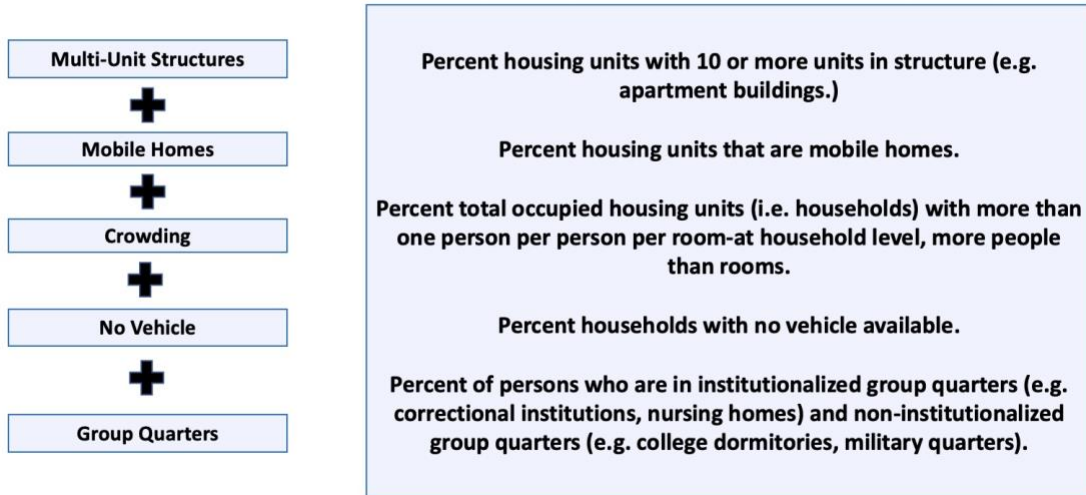 Multi-Unit Structures
Percent housing units with 10 or more units in structure (e.g.
apartment buildings.)
Mobile Homes
Percent housing units that are mobile homes.
Crowding
Percent total occupied housing units (i.e. households) with more than
one person per person per room-at household level, more people
than rooms.
No Vehicle
Percent households with no vehicle available.
Group Quarters
Percent of persons who are in institutionalized group quarters (e.g.
correctional institutions, nursing homes) and non-institutionalized
group quarters (e.g. college dormitories, military quarters).